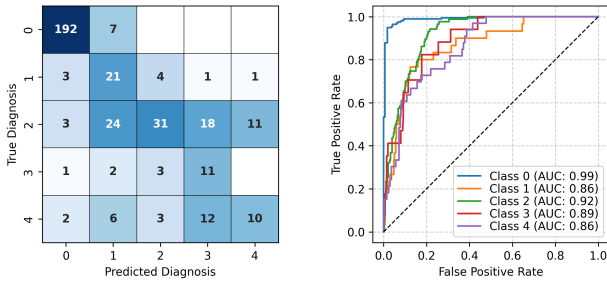 True Diagnosis
0
1
2
3
4
192 7
3 21 4 1 1
3 24 31 18 11
1 2 3 11
2 6 3 12 10
0 1 2 3 4
Predicted Diagnosis
True Positive Rate
1.0
0.8
0.6
0.4
0.2
0.0
Class 0 (AUC: 0.99)
Class 1 (AUC: 0.86)
Class 2 (AUC: 0.92)
Class 3 (AUC: 0.89)
Class 4 (AUC: 0.86)
0.0 0.2 0.4 0.6 0.8 1.0
False Positive Rate